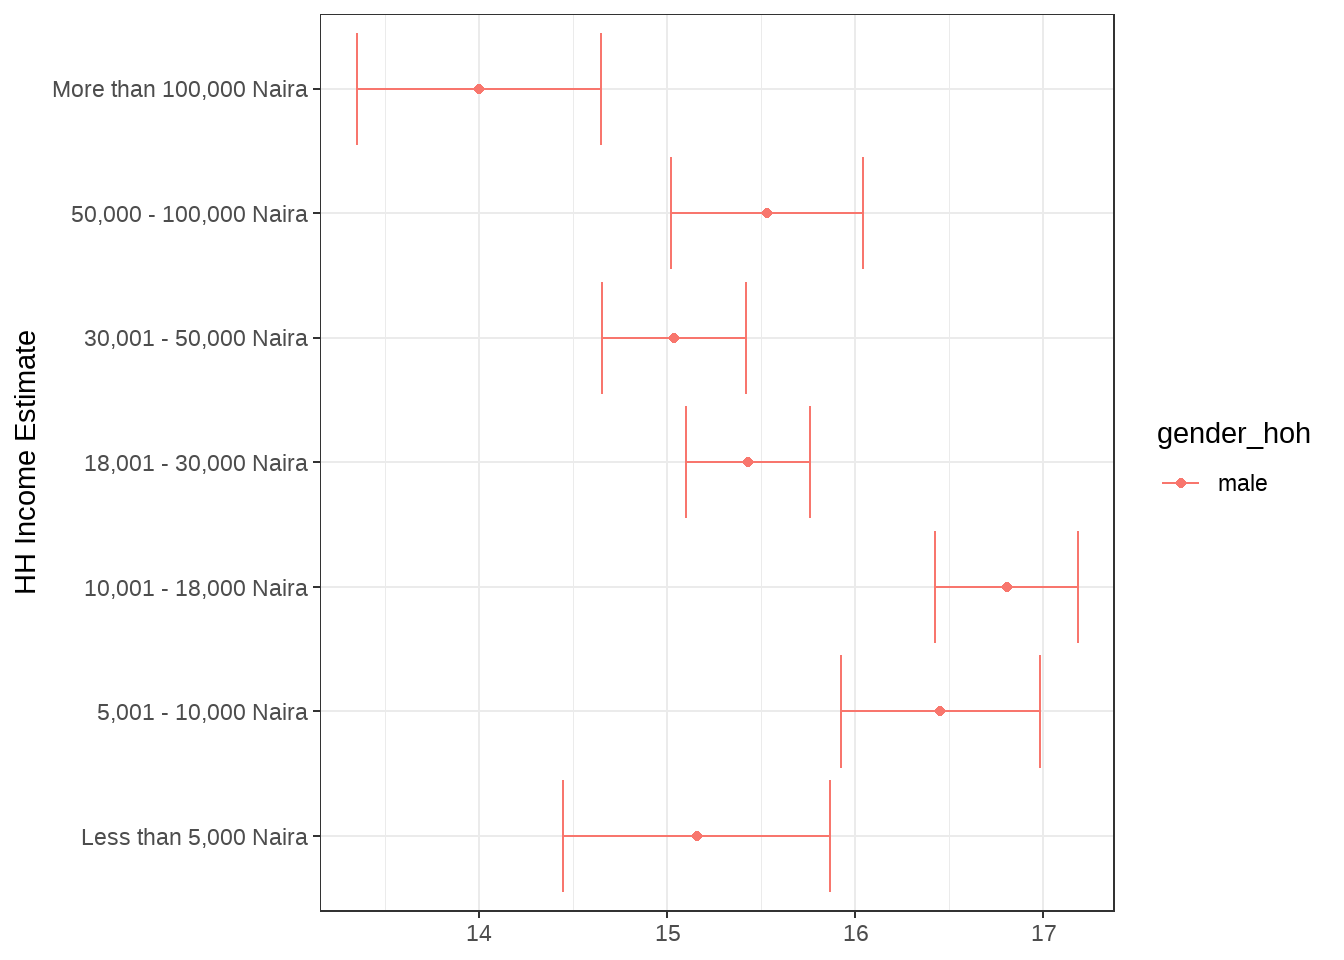 HH Income Estimate
More than 100,000 Naira
50,000 - 100,000 Naira
30,001 - 50,000 Naira
18,001 - 30,000 Naira
10,001 - 18,000 Naira
5,001 - 10,000 Naira
Less than 5,000 Naira
14 15 16 17
gender_hoh
male